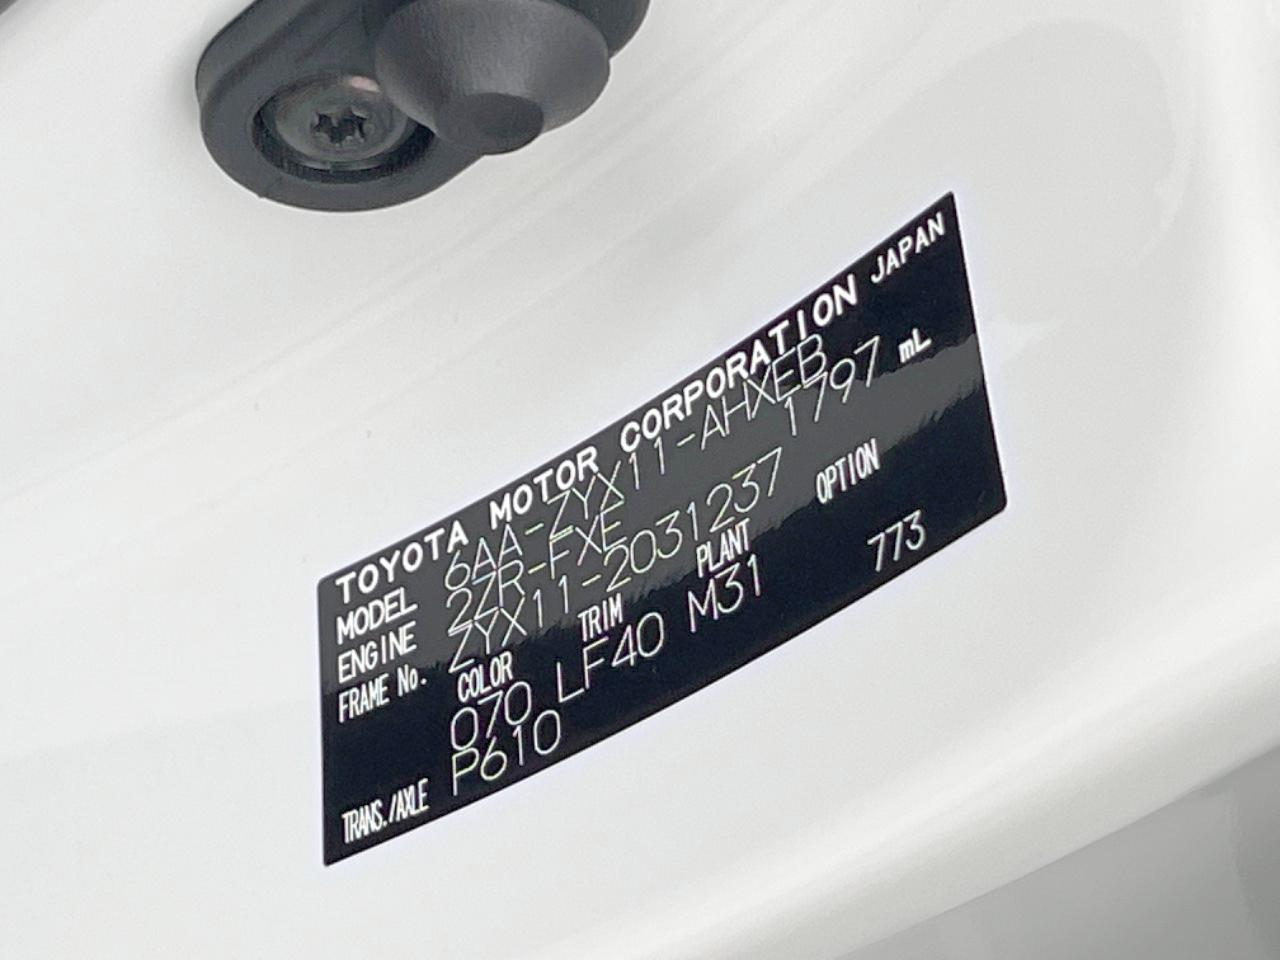 TOYOTA MOTOR CORPORATION JAPAN
MODEL 6AA-ZYX11-AHXEB
ENGINE 2ZR-FXE 1797 mL
FRAME No. ZYX11-2031237
COLOR TRIM PLANT OPTION
070 LF40 M31 773
TRANS./AXLE P610